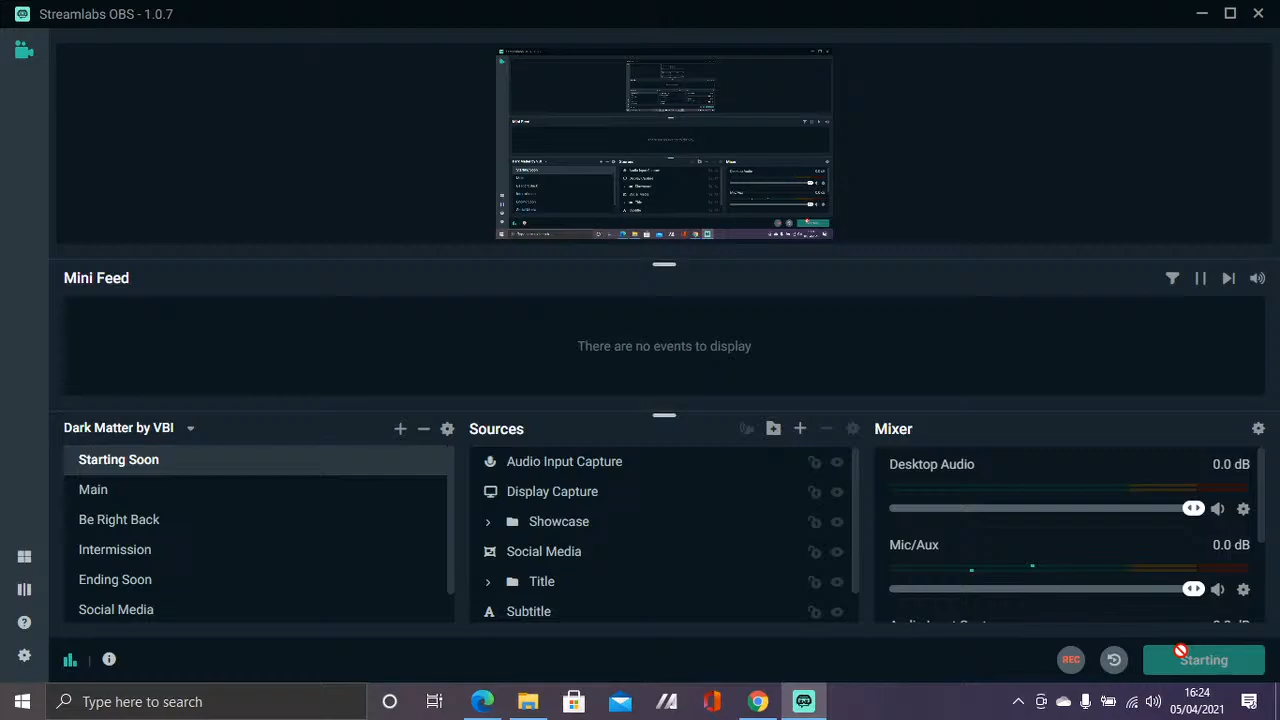 Streamlabs OBS - 1.0.7
Mini Feed
There are no events to display
Dark Matter by VBI
Starting Soon
Main
Be Right Back
Intermission
Ending Soon
Social Media
Sources
Audio Input Capture
Display Capture
Showcase
Social Media
Title
Subtitle
Mixer
Desktop Audio 0.0 dB
Mic/Aux 0.0 dB
REC
Starting
Type here to search
16:24
05/04/2021